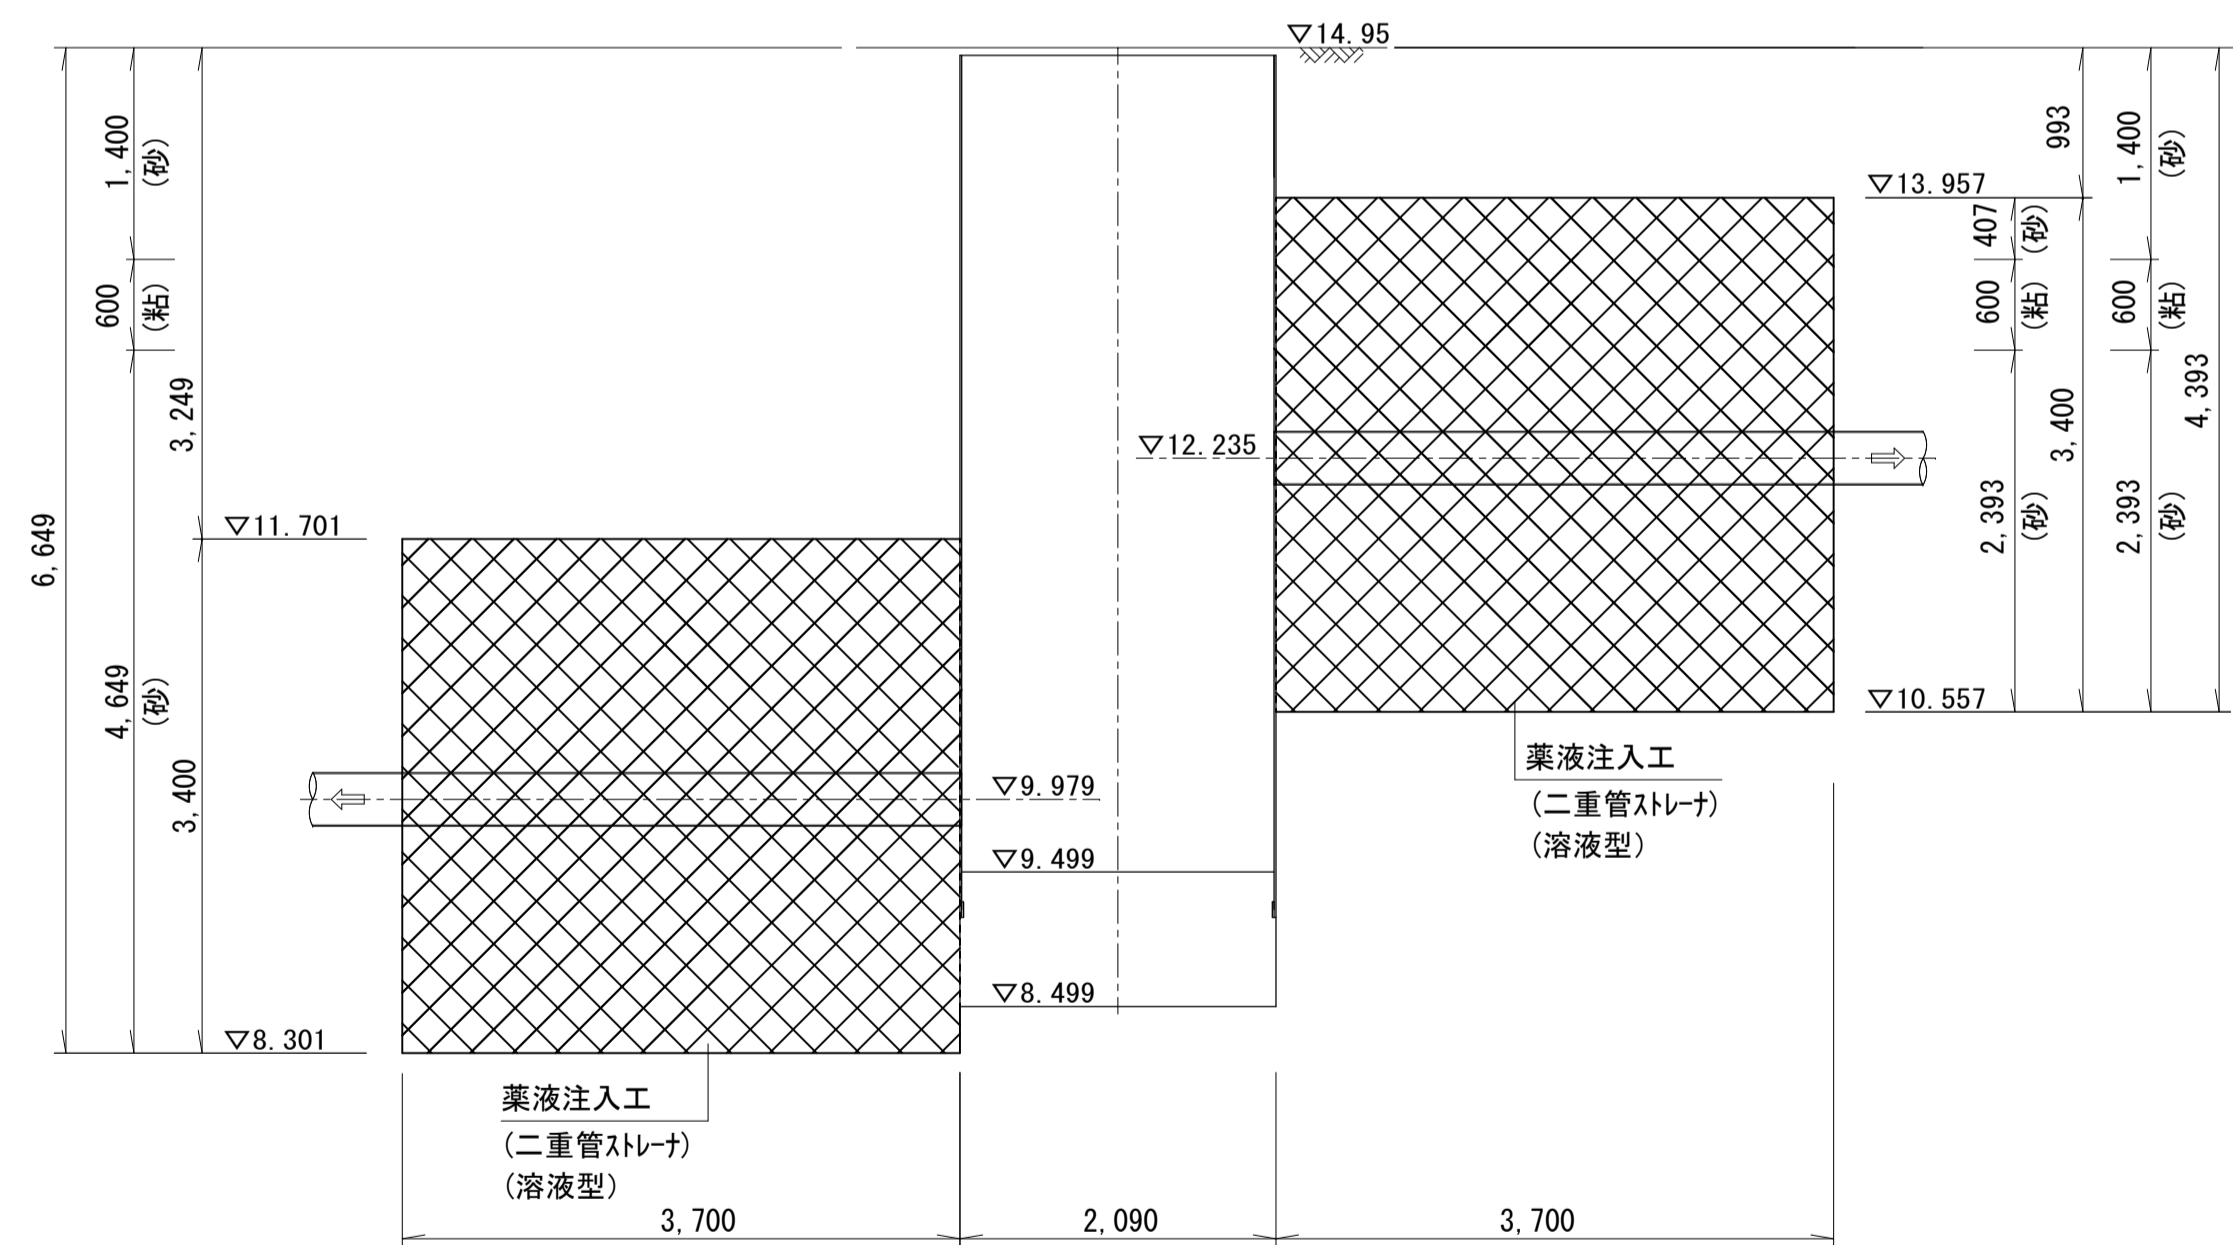 ▽14.95
1,400
(砂)
600
(粘)
3,249
6,649
4,649
(砂)
3,400
▽11.701
▽8.301
薬液注入工
(二重管ストレーナ)
(溶液型)
▽12.235
▽9.979
▽9.499
▽8.499
薬液注入工
(二重管ストレーナ)
(溶液型)
▽13.957
▽10.557
407
(砂)
600
(粘)
2,393
(砂)
993
3,400
1,400
(砂)
600
(粘)
2,393
(砂)
4,393
3,700
2,090
3,700